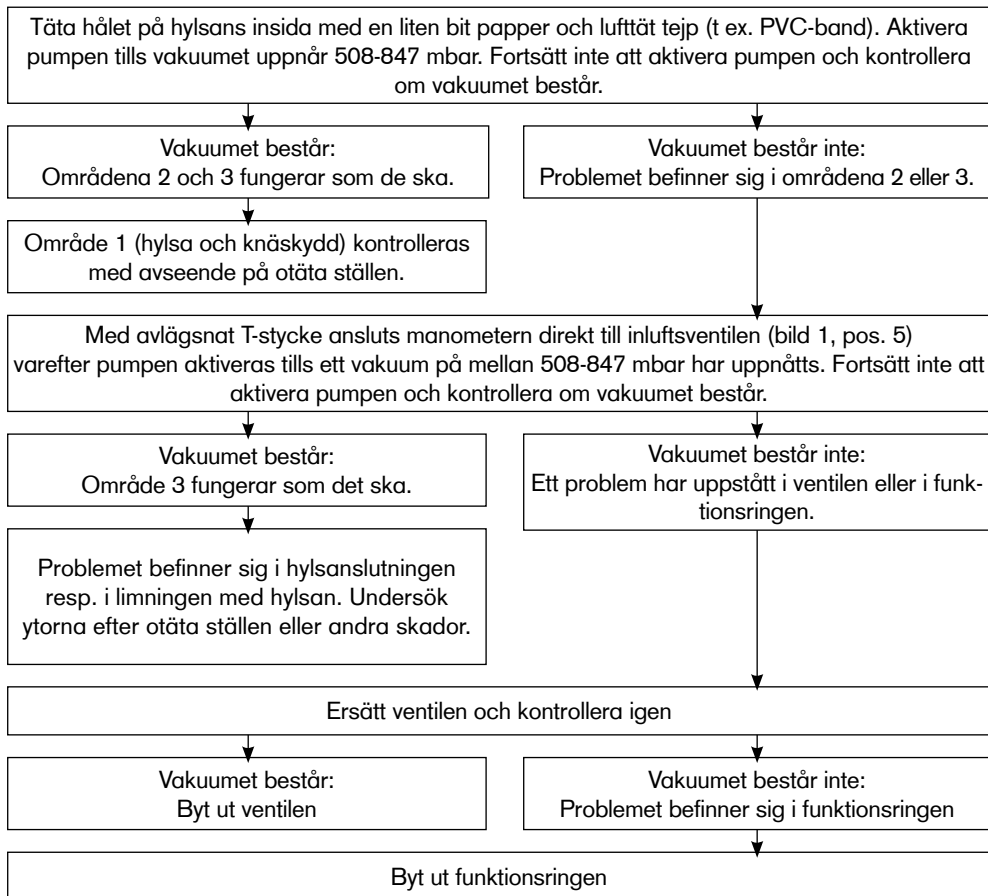 Täta hålet på hylsans insida med en liten bit papper och lufttät tejp (t ex. PVC-band). Aktivera
pumpen tills vakuumet uppnår 508-847 mbar. Fortsätt inte att aktivera pumpen och kontrollera
om vakuumet består.
Vakuumet består:
Områdena 2 och 3 fungerar som de ska.
Vakuumet består inte:
Problemet befinner sig i områdena 2 eller 3.
Område 1 (hylsa och knäskydd) kontrolleras
med avseende på otäta ställen.
Med avlägsnat T-stycke ansluts manometern direkt till inluftsventilen (bild 1, pos. 5)
varefter pumpen aktiveras tills ett vakuum på mellan 508-847 mbar har uppnåtts. Fortsätt inte att
aktivera pumpen och kontrollera om vakuumet består.
Vakuumet består:
Område 3 fungerar som det ska.
Vakuumet består inte:
Ett problem har uppstått i ventilen eller i funk-
tionsringen.
Problemet befinner sig i hylsanslutningen
resp. i limningen med hylsan. Undersök
ytorna efter otäta ställen eller andra skador.
Ersätt ventilen och kontrollera igen
Vakuumet består:
Byt ut ventilen
Vakuumet består inte:
Problemet befinner sig i funktionsringen
Byt ut funktionsringen